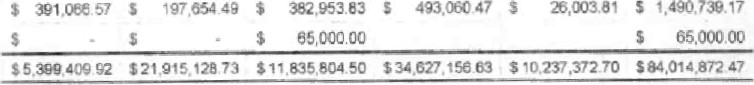 $ 391,066.57 $ 197,654.49 $ 382,953.83 $ 493,060.47 $ 26,003.81 $ 1,490,739.17
$ - $ - $ 65,000.00 $ 65,000.00
$5,399,409.92 $21,915,128.73 $11,835,804.50 $34,627,156.63 $10,237,372.70 $84,014,872.47